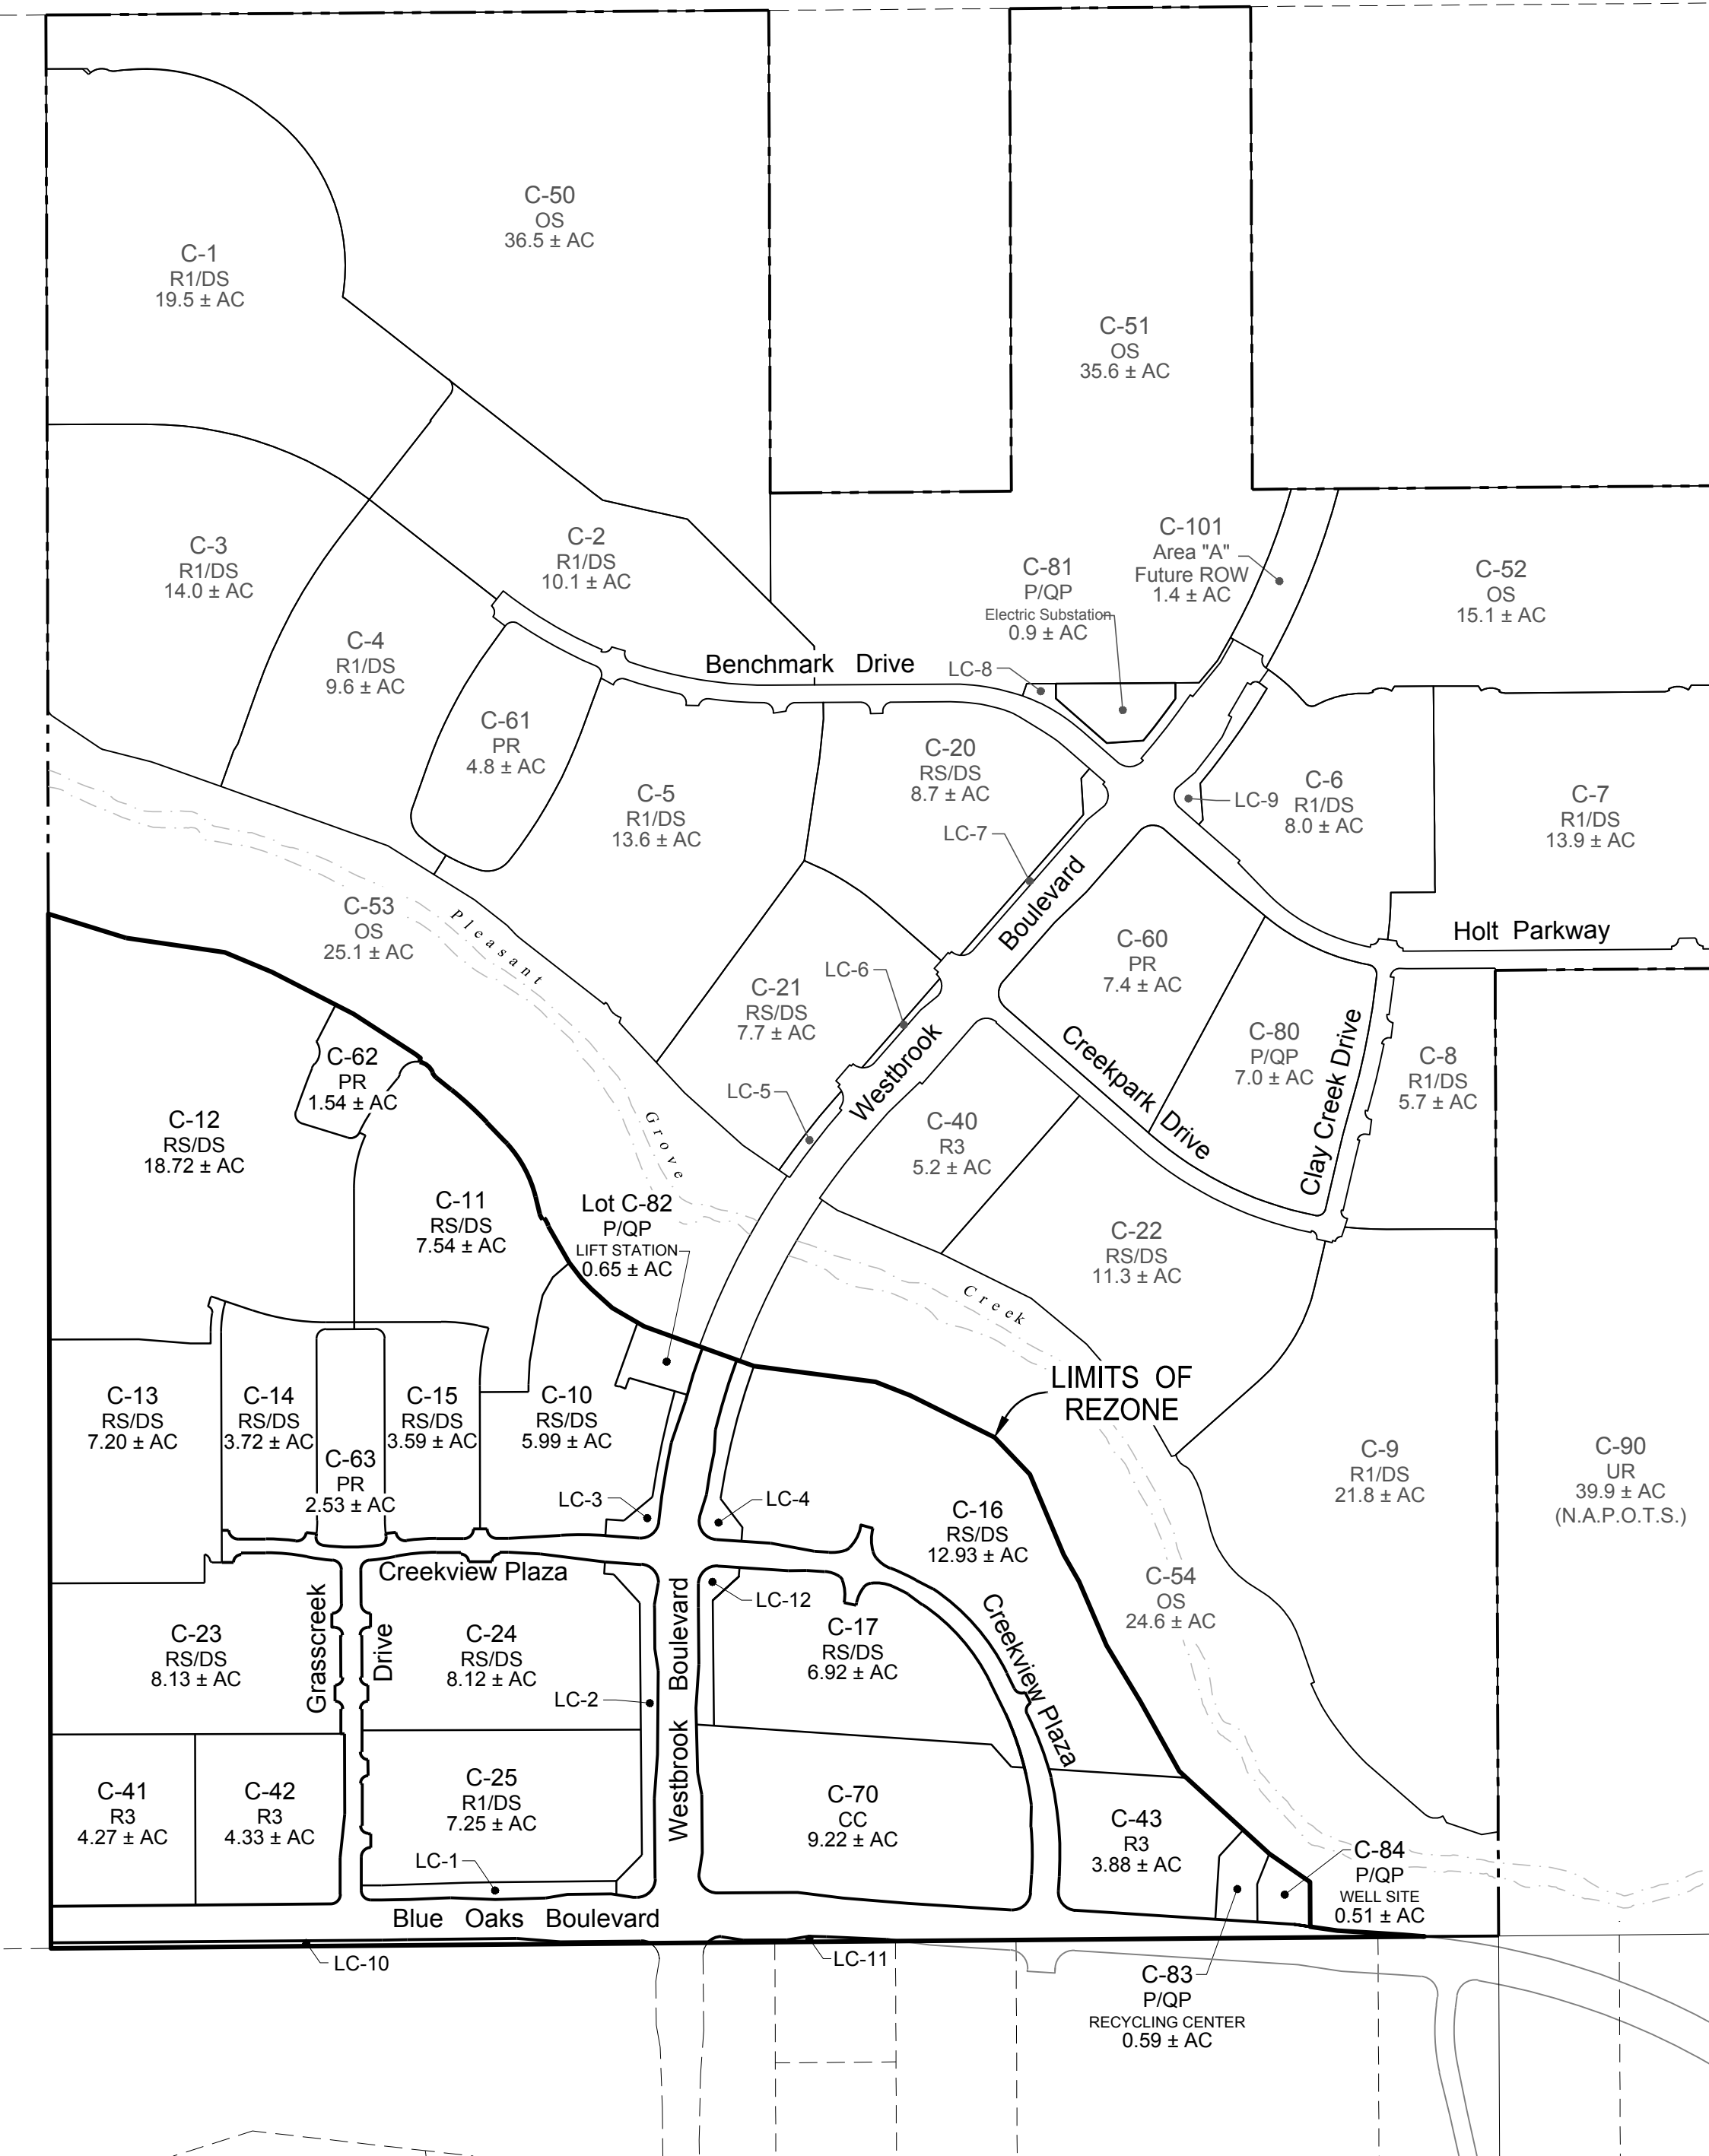 C-50
OS
36.5 ± AC
C-1
R1/DS
19.5 ± AC
C-51
OS
35.6 ± AC
C-101
Area "A"
Future ROW
1.4 ± AC
C-2
R1/DS
10.1 ± AC
C-3
R1/DS
14.0 ± AC
C-81
P/QP
Electric Substation
0.9 ± AC
C-52
OS
15.1 ± AC
C-4
R1/DS
9.6 ± AC
Benchmark Drive
LC-8
C-61
PR
4.8 ± AC
C-20
RS/DS
8.7 ± AC
C-5
R1/DS
13.6 ± AC
LC-9
C-6
R1/DS
8.0 ± AC
C-7
R1/DS
13.9 ± AC
LC-7
Boulevard
C-53
OS
25.1 ± AC
Pleasant
C-60
PR
7.4 ± AC
Holt Parkway
LC-6
C-21
RS/DS
7.7 ± AC
C-80
P/QP
7.0 ± AC
Creekpark Drive
Clay Creek Drive
C-8
R1/DS
5.7 ± AC
Westbrook
C-62
PR
1.54 ± AC
LC-5
C-12
RS/DS
18.72 ± AC
Grove
C-40
R3
5.2 ± AC
C-11
RS/DS
7.54 ± AC
Lot C-82
P/QP
LIFT STATION
0.65 ± AC
C-22
RS/DS
11.3 ± AC
Creek
LIMITS OF
REZONE
C-13
RS/DS
7.20 ± AC
C-14
RS/DS
3.72 ± AC
C-15
RS/DS
3.59 ± AC
C-10
RS/DS
5.99 ± AC
C-63
PR
2.53 ± AC
C-9
R1/DS
21.8 ± AC
C-90
UR
39.9 ± AC
(N.A.P.O.T.S.)
LC-3
LC-4
C-16
RS/DS
12.93 ± AC
Creekview Plaza
LC-12
C-54
OS
24.6 ± AC
Grasscreek
Drive
C-23
RS/DS
8.13 ± AC
C-24
RS/DS
8.12 ± AC
LC-2
Westbrook Boulevard
C-17
RS/DS
6.92 ± AC
Creekview Plaza
C-41
R3
4.27 ± AC
C-42
R3
4.33 ± AC
C-25
R1/DS
7.25 ± AC
LC-1
C-70
CC
9.22 ± AC
C-43
R3
3.88 ± AC
C-84
P/QP
WELL SITE
0.51 ± AC
Blue Oaks Boulevard
LC-10
LC-11
C-83
P/QP
RECYCLING CENTER
0.59 ± AC